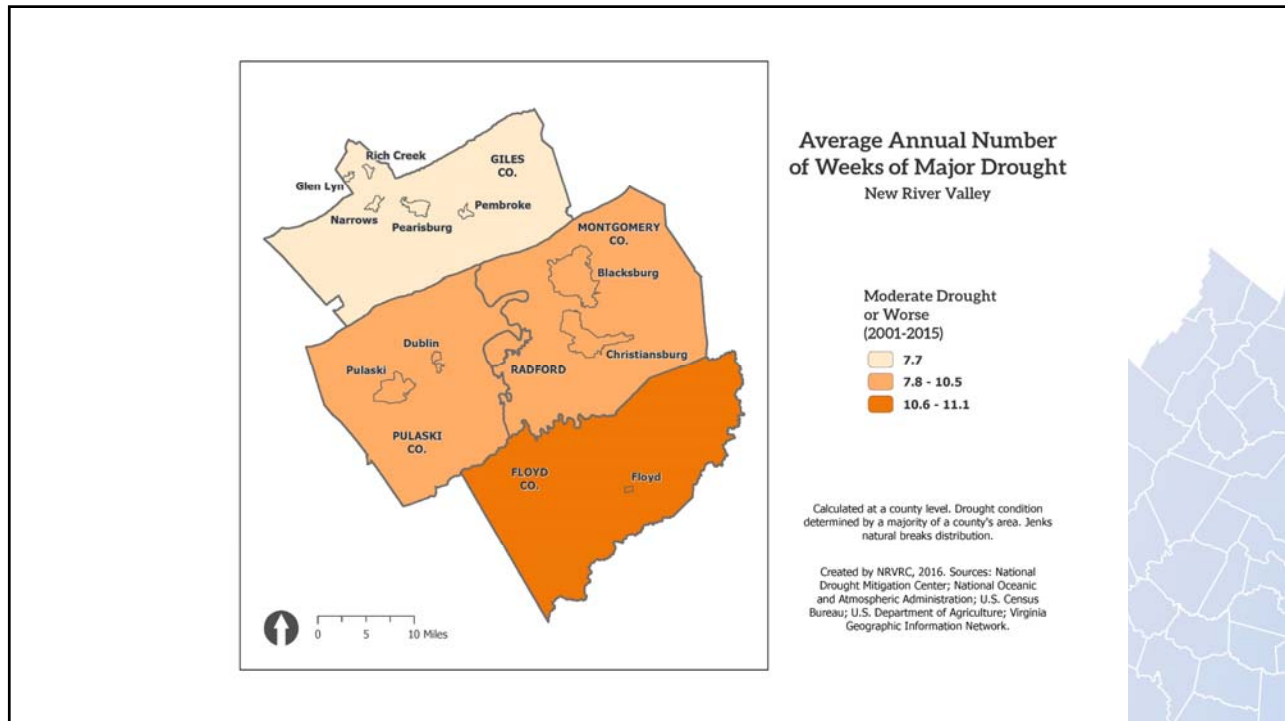 Average Annual Number
of Weeks of Major Drought
New River Valley
Rich Creek
GILES
CO.
Glen Lyn
Narrows
Pearisburg
Pembroke
MONTGOMERY
CO.
Blacksburg
Dublin
Pulaski
RADFORD
Christiansburg
PULASKI
CO.
FLOYD
CO.
Floyd
0 5 10 Miles
Moderate Drought
or Worse
(2001-2015)
7.7
7.8 - 10.5
10.6 - 11.1
Calculated at a county level. Drought condition
determined by a majority of a county's area. Jenks
natural breaks distribution.
Created by NRVRC, 2016. Sources: National
Drought Mitigation Center; National Oceanic
and Atmospheric Administration; U.S. Census
Bureau; U.S. Department of Agriculture; Virginia
Geographic Information Network.